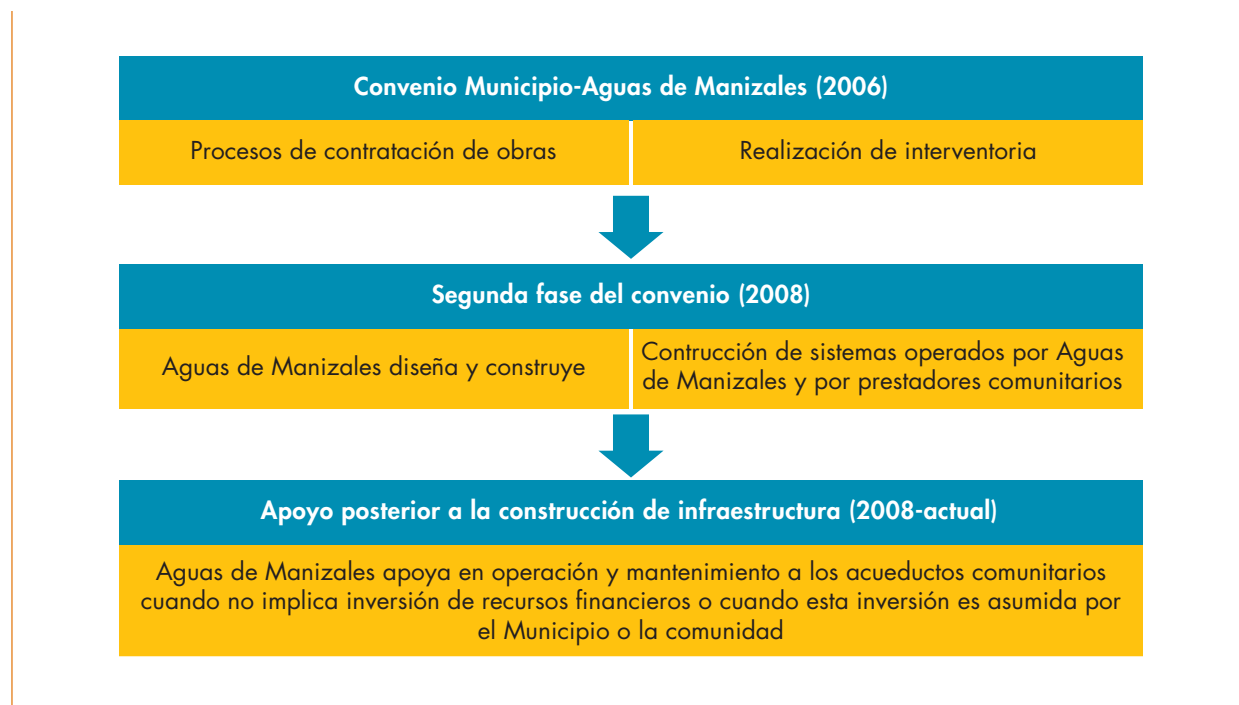 Convenio Municipio-Aguas de Manizales (2006)
Procesos de contratación de obras
Realización de interventoria
Segunda fase del convenio (2008)
Aguas de Manizales diseña y construye
Contrucción de sistemas operados por Aguas
de Manizales y por prestadores comunitarios
Apoyo posterior a la construcción de infraestructura (2008-actual)
Aguas de Manizales apoya en operación y mantenimiento a los acueductos comunitarios
cuando no implica inversión de recursos financieros o cuando esta inversión es asumida por
el Municipio o la comunidad